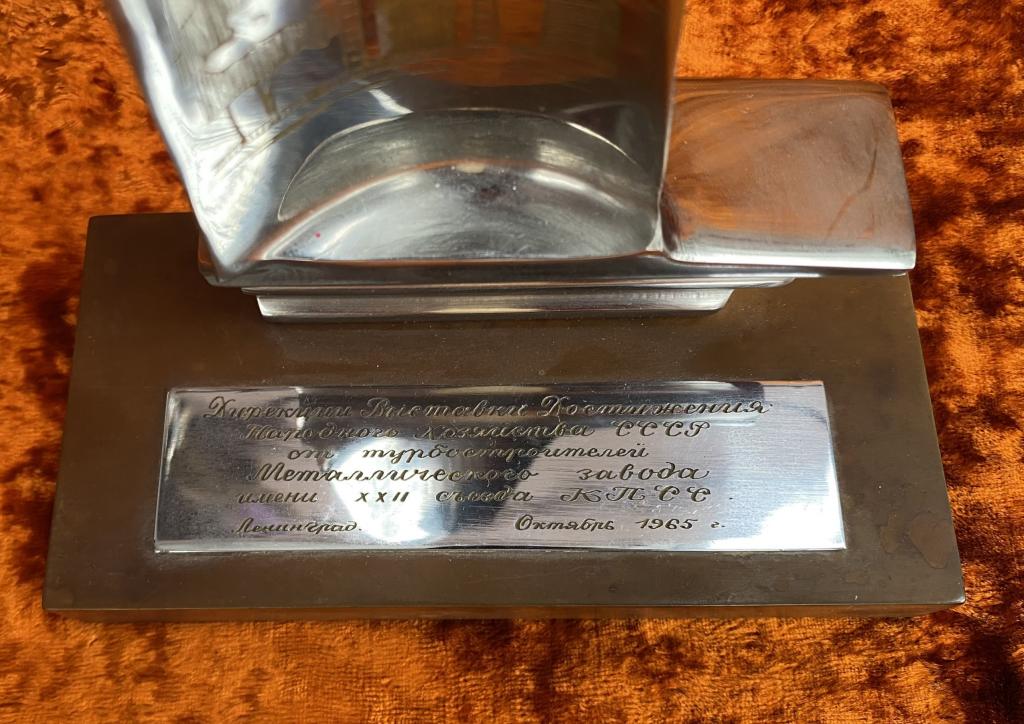 Дирекции Выставки Достижения
Народного Хозяйства СССР
от турбостроителей
Металлического завода
имени XXII съезда КПСС
Ленинград. Октябрь 1965 г.